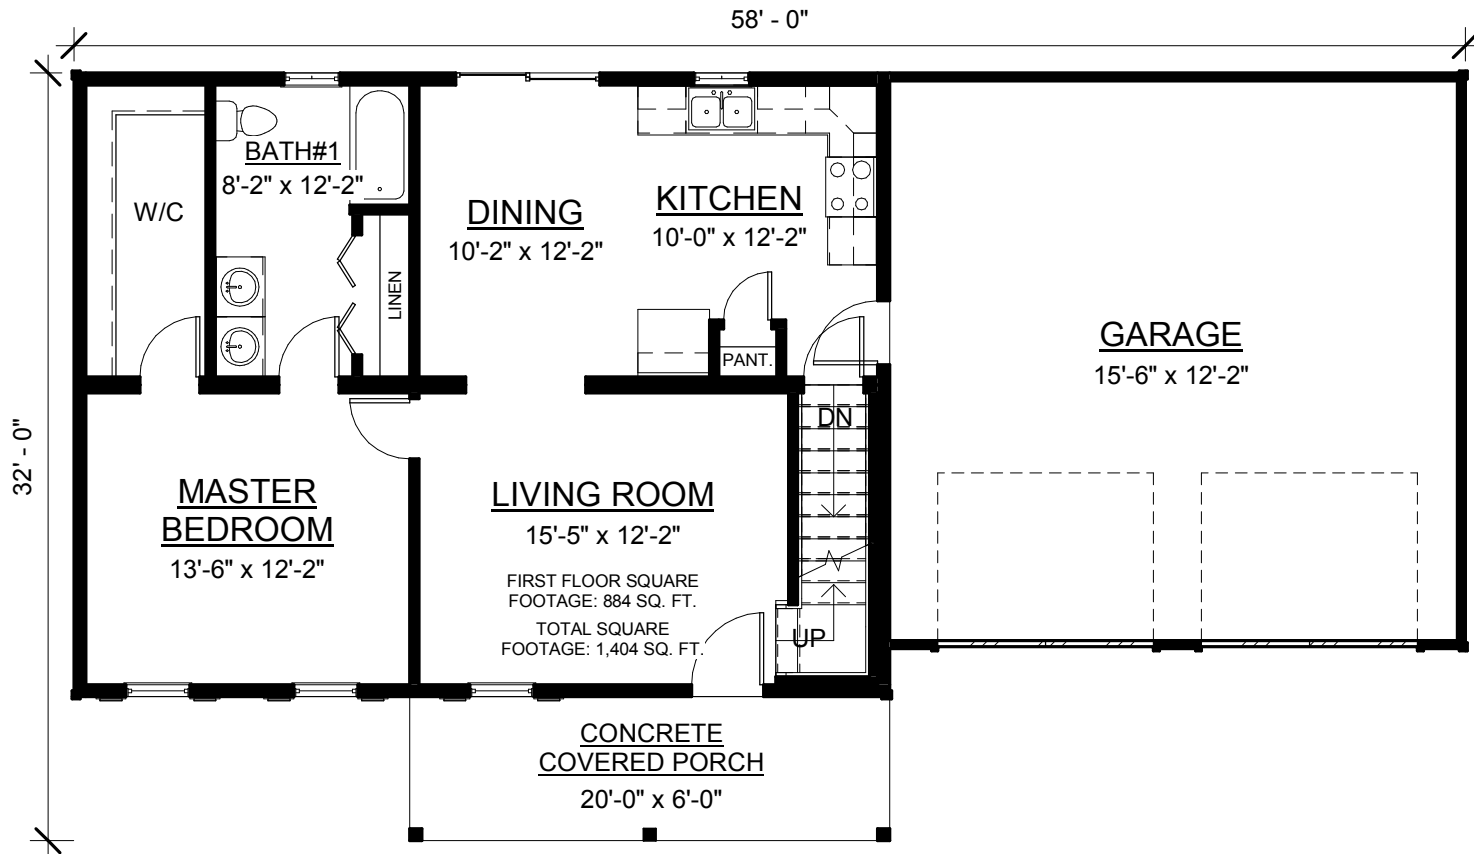 58' - 0"
32' - 0"
W/C
BATH#1
8'-2" x 12'-2"
LINEN
DINING
10'-2" x 12'-2"
KITCHEN
10'-0" x 12'-2"
PANT.
GARAGE
15'-6" x 12'-2"
MASTER
BEDROOM
13'-6" x 12'-2"
LIVING ROOM
15'-5" x 12'-2"
FIRST FLOOR SQUARE
FOOTAGE: 884 SQ. FT.
TOTAL SQUARE
FOOTAGE: 1,404 SQ. FT.
DN
UP
CONCRETE
COVERED PORCH
20'-0" x 6'-0"